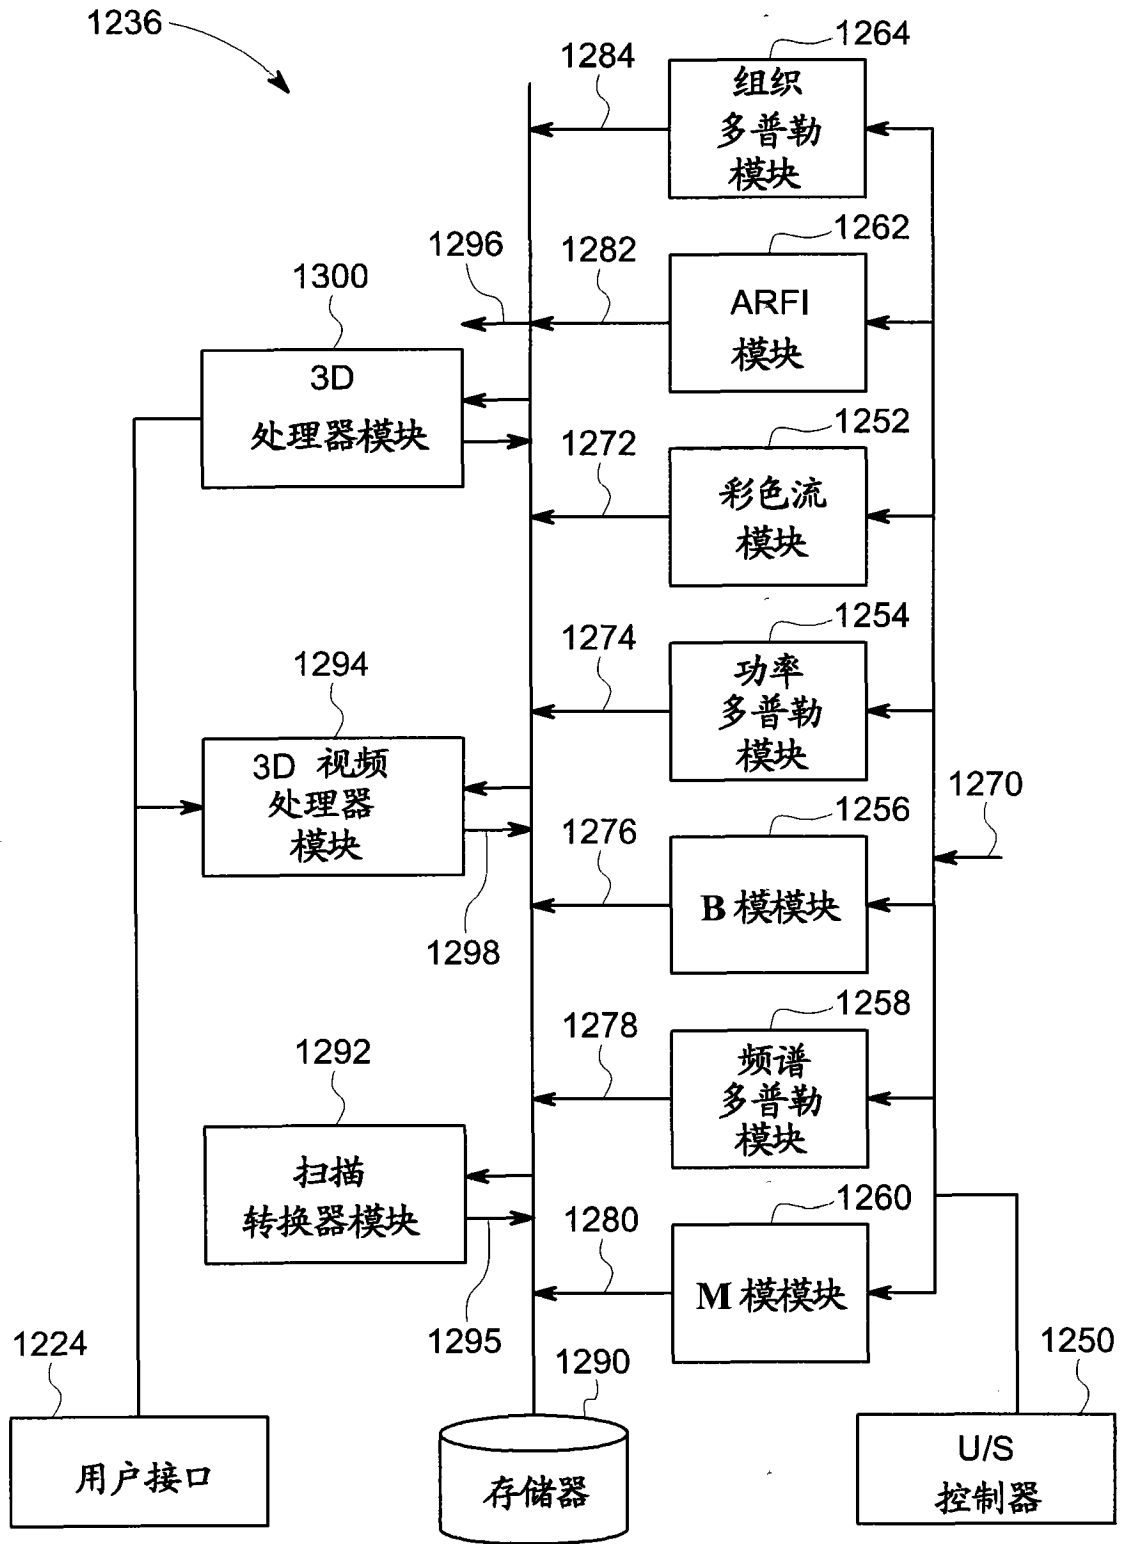 1236
1264
1284
组织
多普勒
模块
1262
1296
1282
1300
ARFI
模块
3D
处理器模块
1252
1272
彩色流
模块
1254
1274
1294
功率
多普勒
模块
3D 视频
处理器
模块
1270
1256
1276
B 模模块
1298
1258
1278
1292
频谱
多普勒
模块
扫描
转换器模块
1260
1280
M 模模块
1295
1224
1290
1250
用户接口
存储器
U/S
控制器